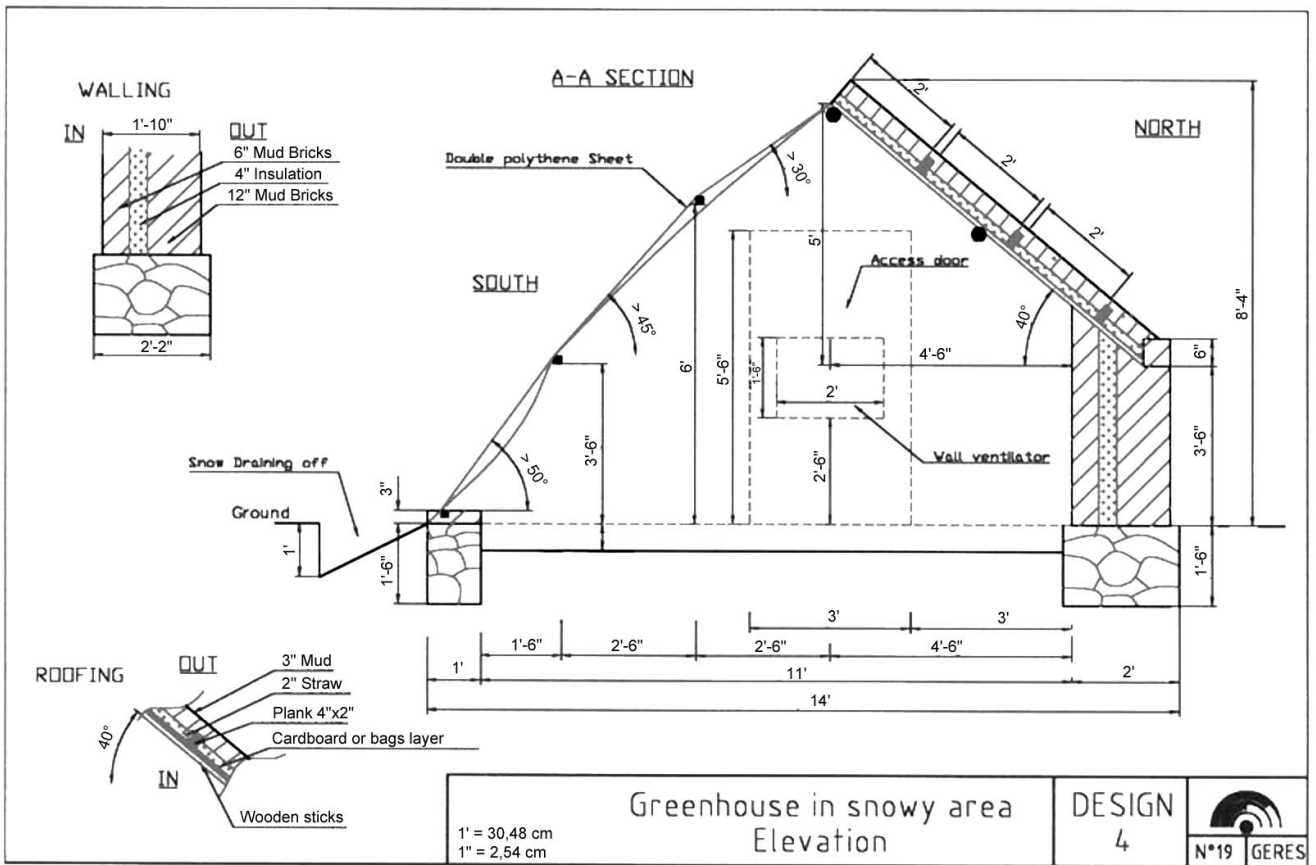 WALLING
IN
1'-10"
OUT
6" Mud Bricks
4" Insulation
12" Mud Bricks
2'-2"
A-A SECTION
NORTH
2'
2'
2'
Double polythene Sheet
> 30°
SOUTH
> 45°
> 50°
5'
Access door
40°
8'-4"
6'
5'-6"
1'-6"
2'
4'-6"
6"
3'-6"
3'-6"
2'-6"
Wall ventilator
Snow Draining off
Ground
3"
1'
1'-6"
1'-6"
3'
3'
1'-6"
2'-6"
2'-6"
4'-6"
1'
11'
2'
14'
ROOFING
OUT
3" Mud
2" Straw
Plank 4"x2"
Cardboard or bags layer
40°
IN
Wooden sticks
1' = 30,48 cm
1" = 2,54 cm
Greenhouse in snowy area
Elevation
DESIGN
4
N°19
GERES